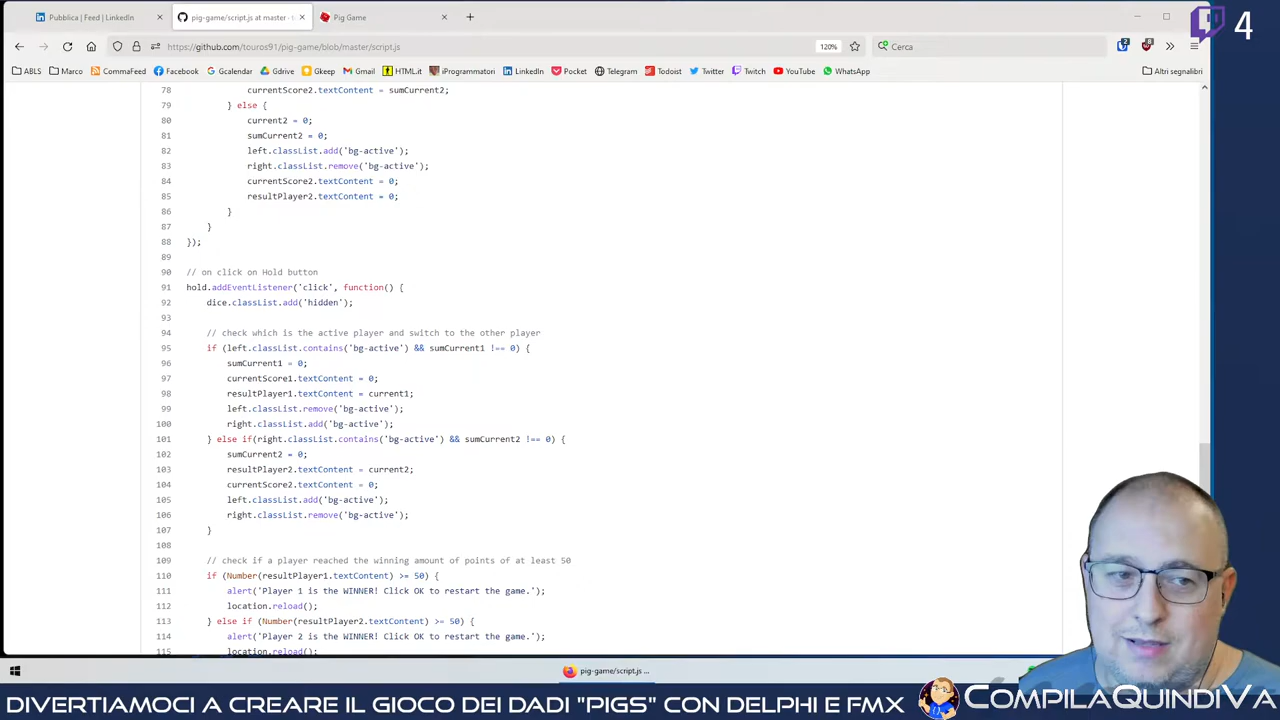 Pubblica | Feed | LinkedIn
pig-game/script.js at master · t
Pig Game
4
https://github.com/touros91/pig-game/blob/master/script.js
120%
Cerca
ABLS
Marco
CommaFeed
Facebook
Gcalendar
Gdrive
Gkeep
Gmail
HTML.it
iProgrammatori
LinkedIn
Pocket
Telegram
Todoist
Twitter
Twitch
YouTube
WhatsApp
Altri segnalibri
78 currentScore2.textContent = sumCurrent2;
79 } else {
80 current2 = 0;
81 sumCurrent2 = 0;
82 left.classList.add('bg-active');
83 right.classList.remove('bg-active');
84 currentScore2.textContent = 0;
85 resultPlayer2.textContent = 0;
86 }
87 }
88 });
89
90 // on click on Hold button
91 hold.addEventListener('click', function() {
92 dice.classList.add('hidden');
93
94 // check which is the active player and switch to the other player
95 if (left.classList.contains('bg-active') && sumCurrent1 !== 0) {
96 sumCurrent1 = 0;
97 currentScore1.textContent = 0;
98 resultPlayer1.textContent = current1;
99 left.classList.remove('bg-active');
100 right.classList.add('bg-active');
101 } else if(right.classList.contains('bg-active') && sumCurrent2 !== 0) {
102 sumCurrent2 = 0;
103 resultPlayer2.textContent = current2;
104 currentScore2.textContent = 0;
105 left.classList.add('bg-active');
106 right.classList.remove('bg-active');
107 }
108
109 // check if a player reached the winning amount of points of at least 50
110 if (Number(resultPlayer1.textContent) >= 50) {
111 alert('Player 1 is the WINNER! Click OK to restart the game.');
112 location.reload();
113 } else if (Number(resultPlayer2.textContent) >= 50) {
114 alert('Player 2 is the WINNER! Click OK to restart the game.');
115 location.reload();
pig-game/script.js ...
DIVERTIAMOCI A CREARE IL GIOCO DEI DADI "PIGS" CON DELPHI E FMX
COMPILAQUINDIVA